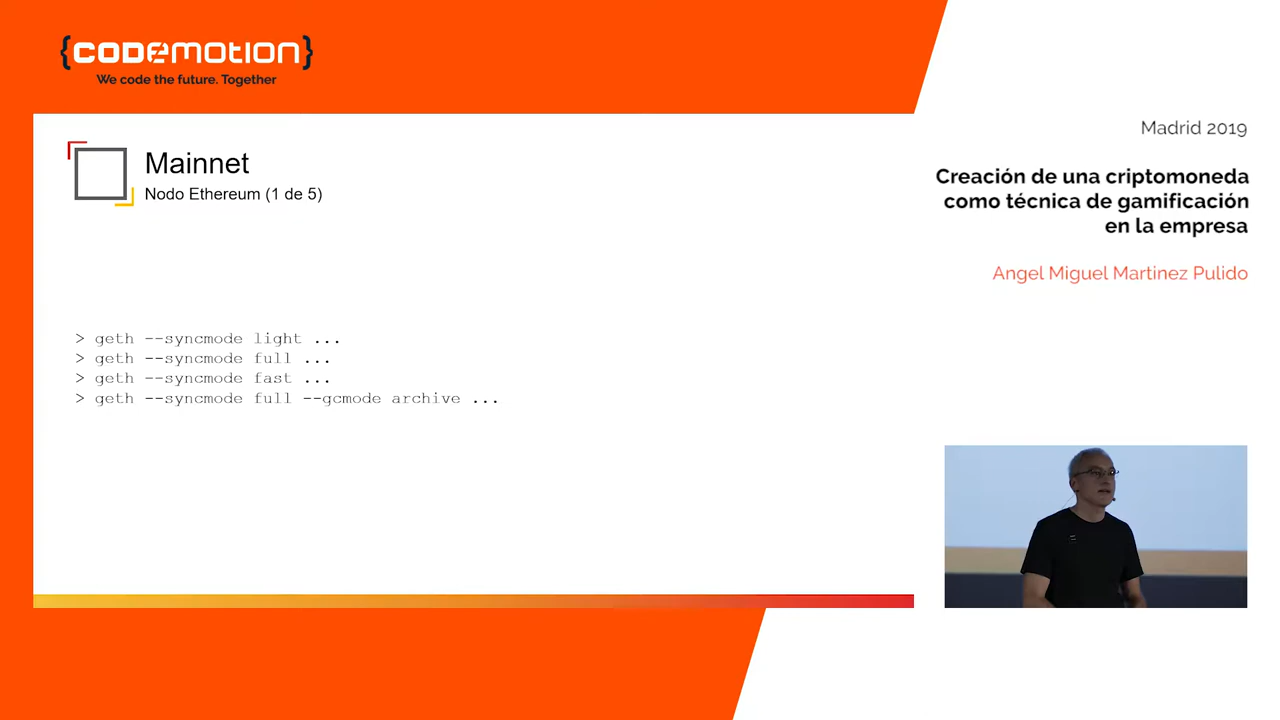 {CODEMOTION}
We code the future. Together
Mainnet
Nodo Ethereum (1 de 5)
> geth --syncmode light ...
> geth --syncmode full ...
> geth --syncmode fast ...
> geth --syncmode full --gcmode archive ...
Madrid 2019
Creación de una criptomoneda
como técnica de gamificación
en la empresa
Angel Miguel Martinez Pulido